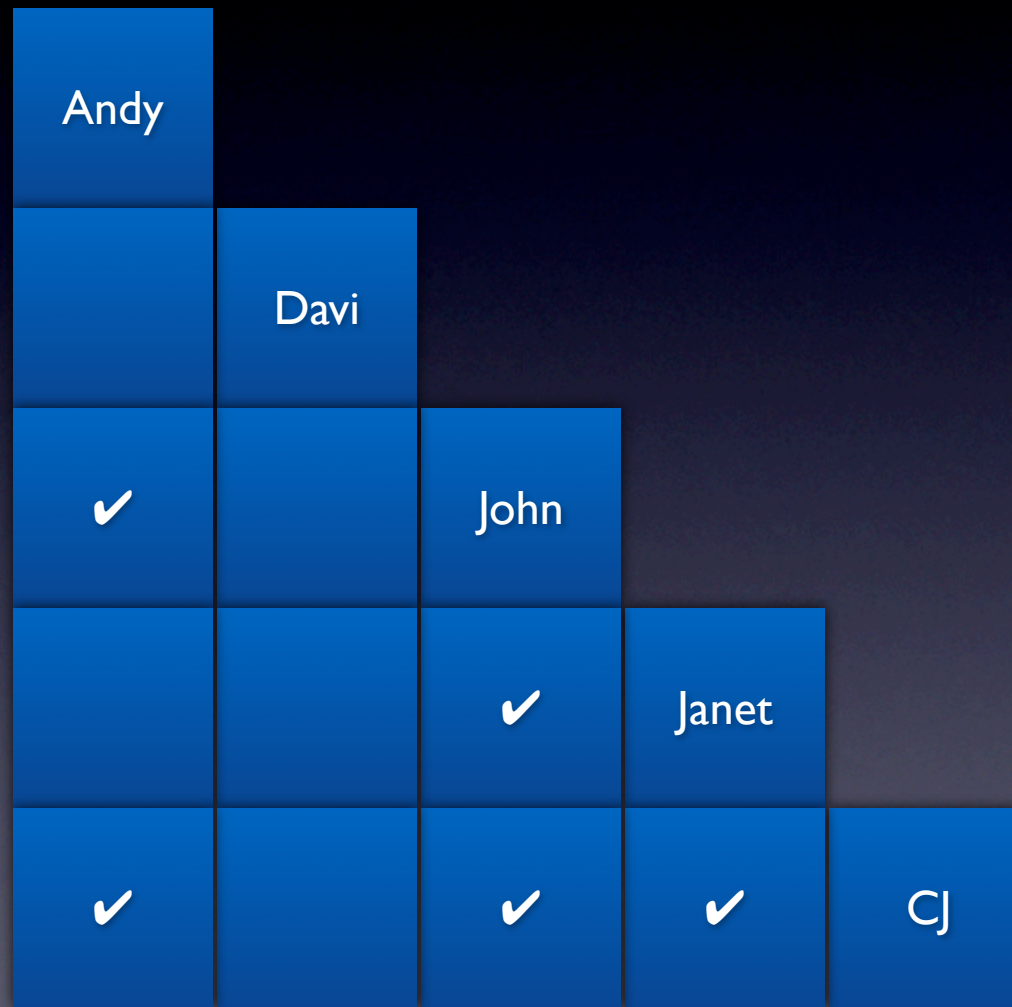 Andy
Davi
✔ John
✔ Janet
✔ ✔ ✔ CJ